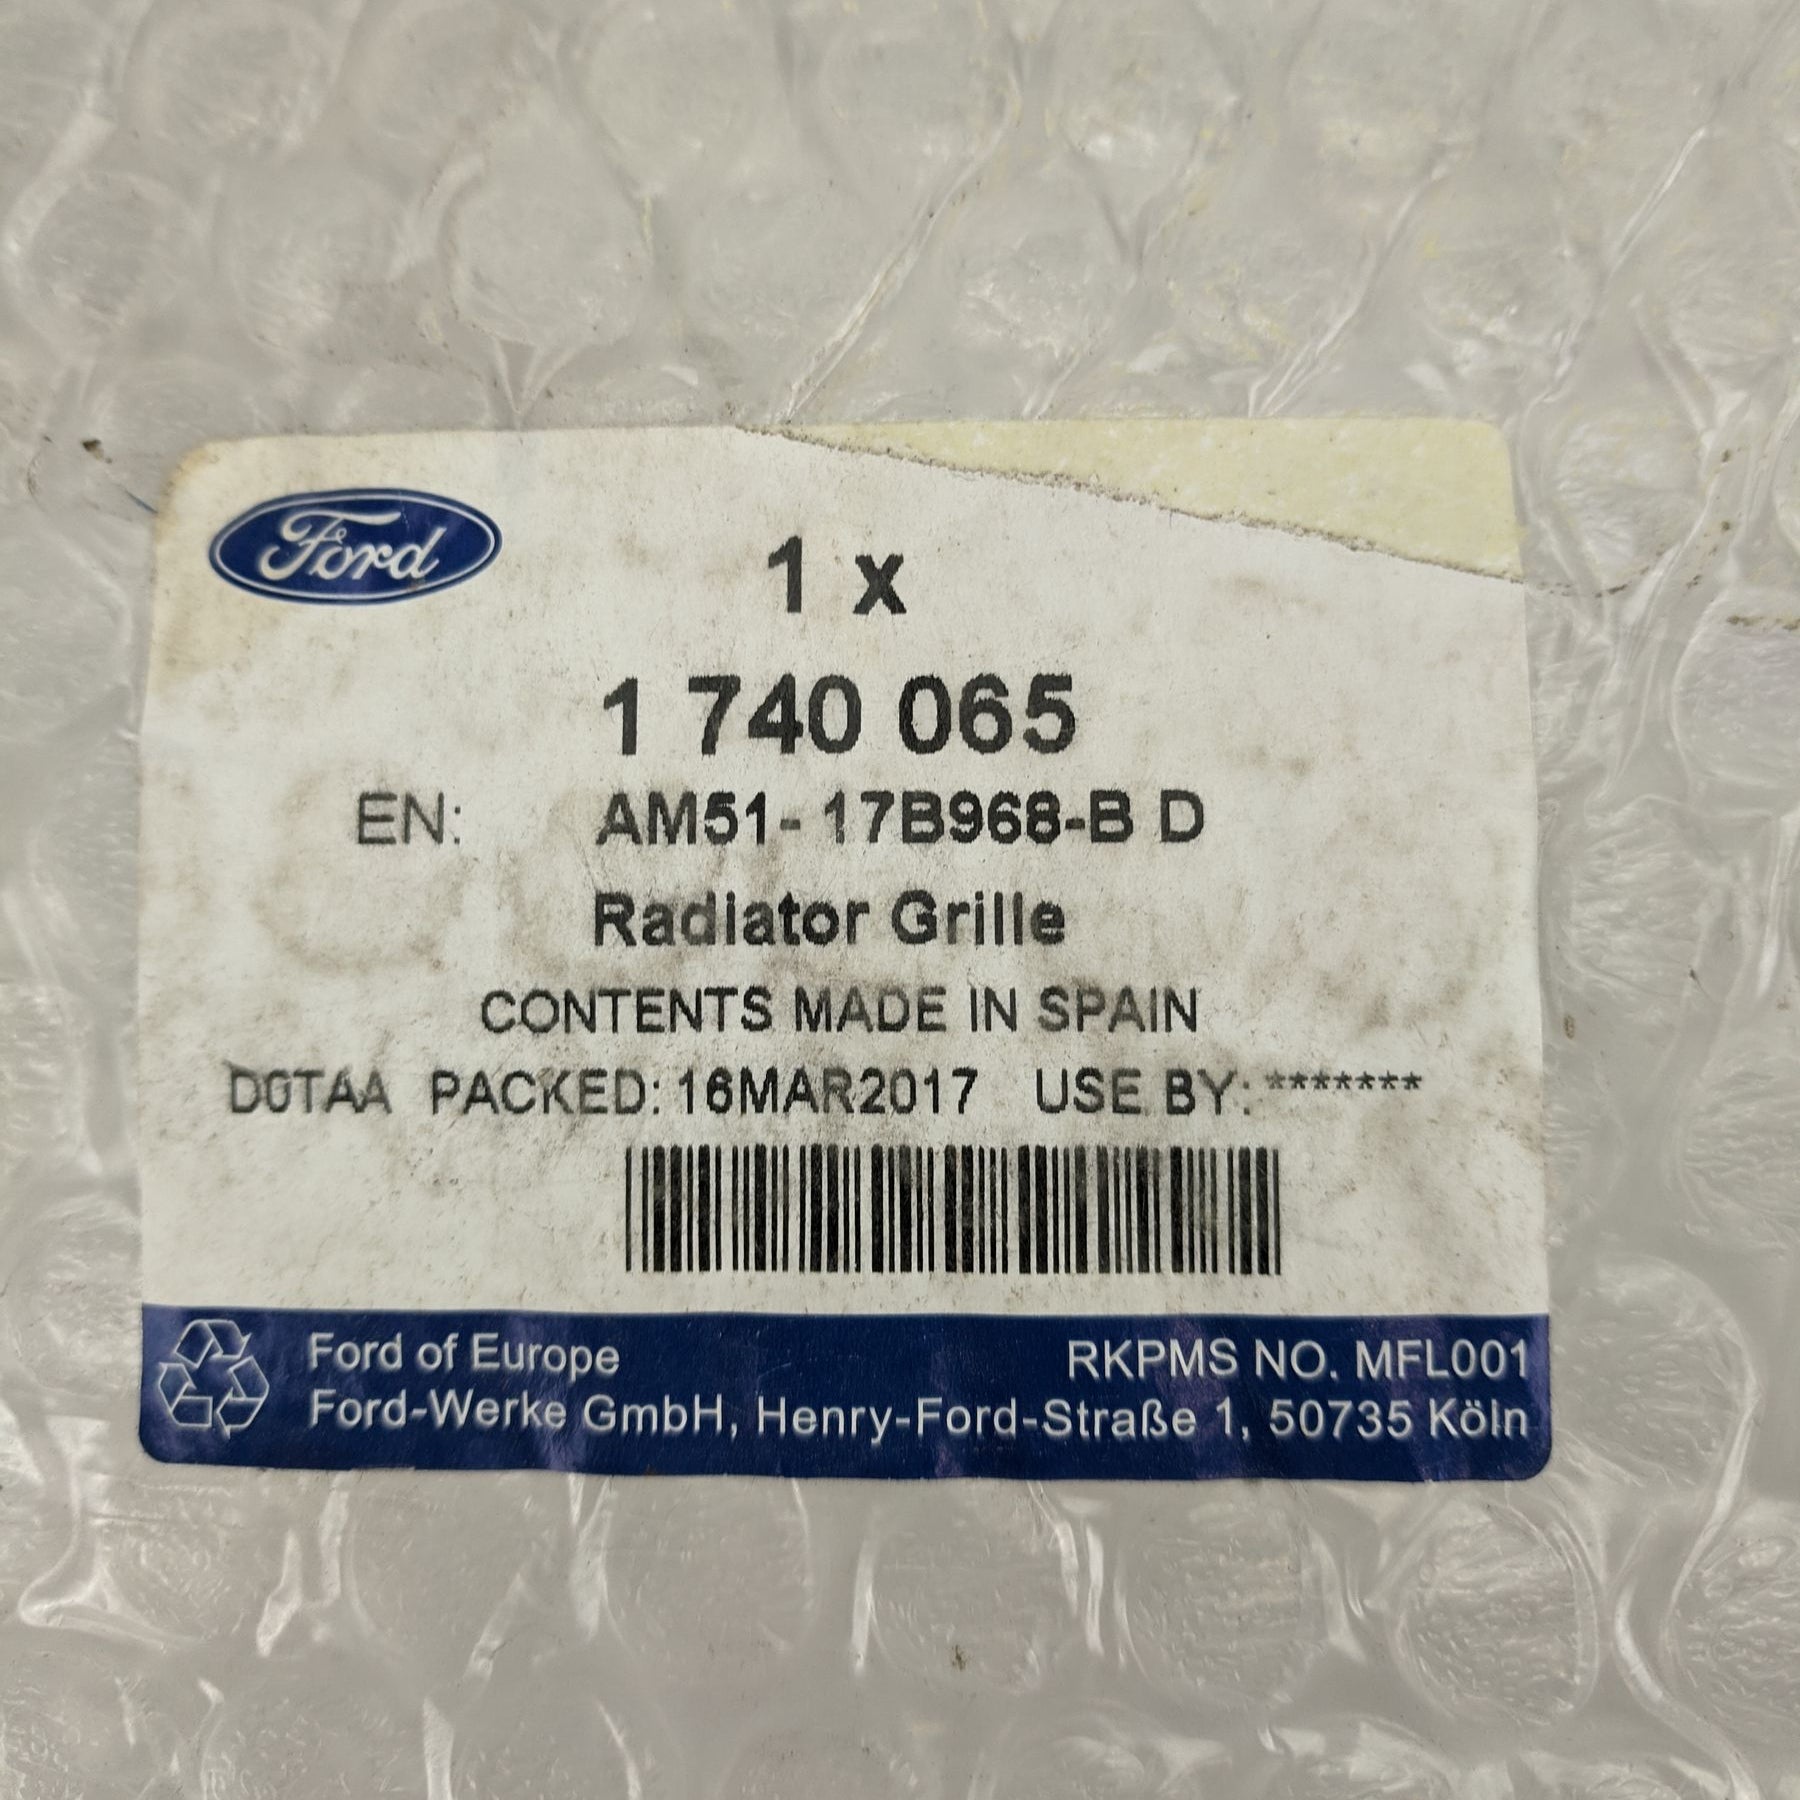 Ford
1 x
1 740 065
EN: AM51-17B968-B D
Radiator Grille
CONTENTS MADE IN SPAIN
D0TAA PACKED: 16MAR2017 USE BY: *******
Ford of Europe RKPMS NO. MFL001
Ford-Werke GmbH, Henry-Ford-Straße 1, 50735 Köln